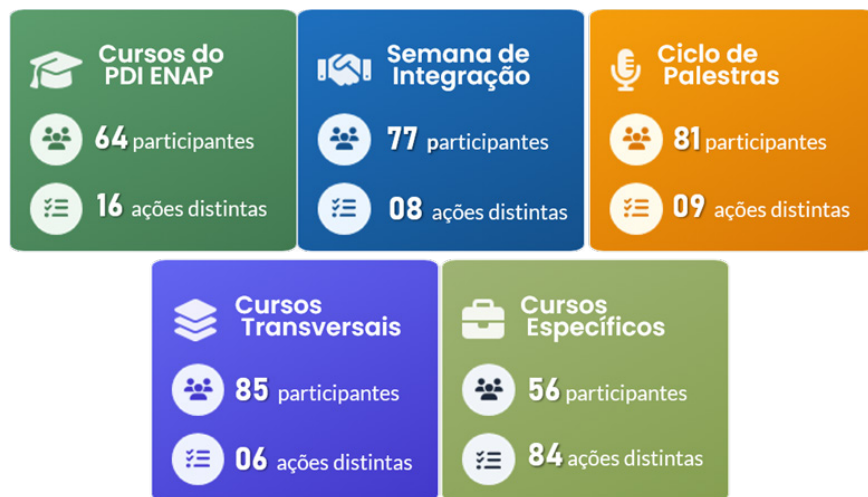 Cursos do
PDI ENAP
64 participantes
16 ações distintas
Semana de
Integração
77 participantes
08 ações distintas
Ciclo de
Palestras
81 participantes
09 ações distintas
Cursos
Transversais
85 participantes
06 ações distintas
Cursos
Específicos
56 participantes
84 ações distintas